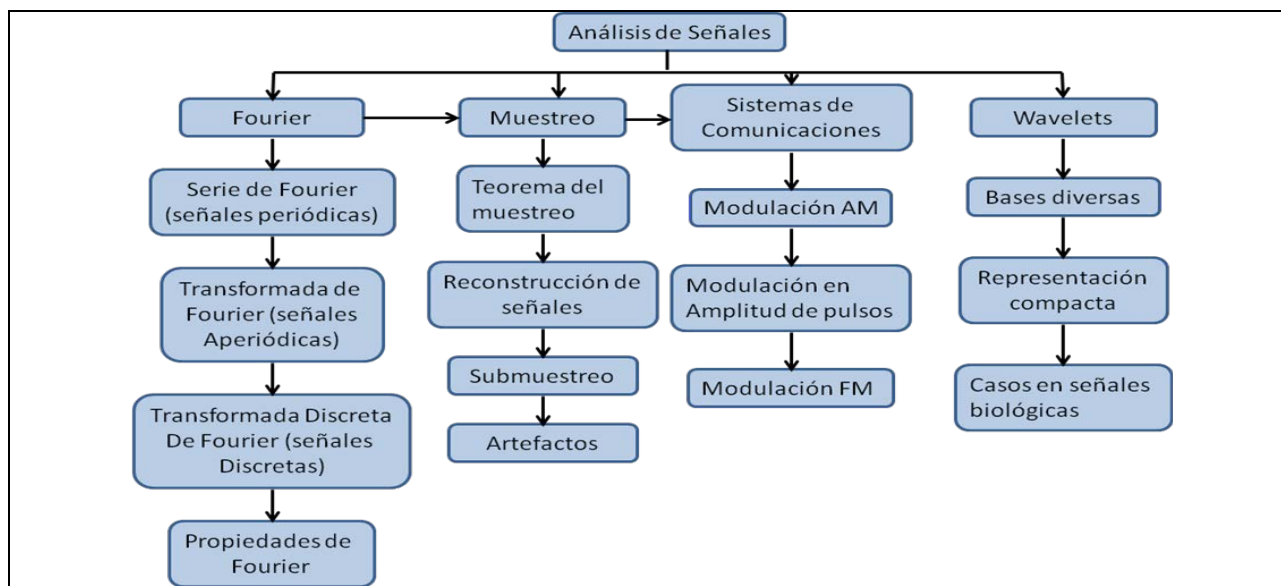 Análisis de Señales
Fourier
Muestreo
Sistemas de
Comunicaciones
Wavelets
Serie de Fourier
(señales periódicas)
Transformada de
Fourier (señales
Aperiódicas)
Transformada Discreta
De Fourier (señales
Discretas)
Propiedades de
Fourier
Teorema del
muestreo
Reconstrucción de
señales
Submuestreo
Artefactos
Modulación AM
Modulación en
Amplitud de pulsos
Modulación FM
Bases diversas
Representación
compacta
Casos en señales
biológicas